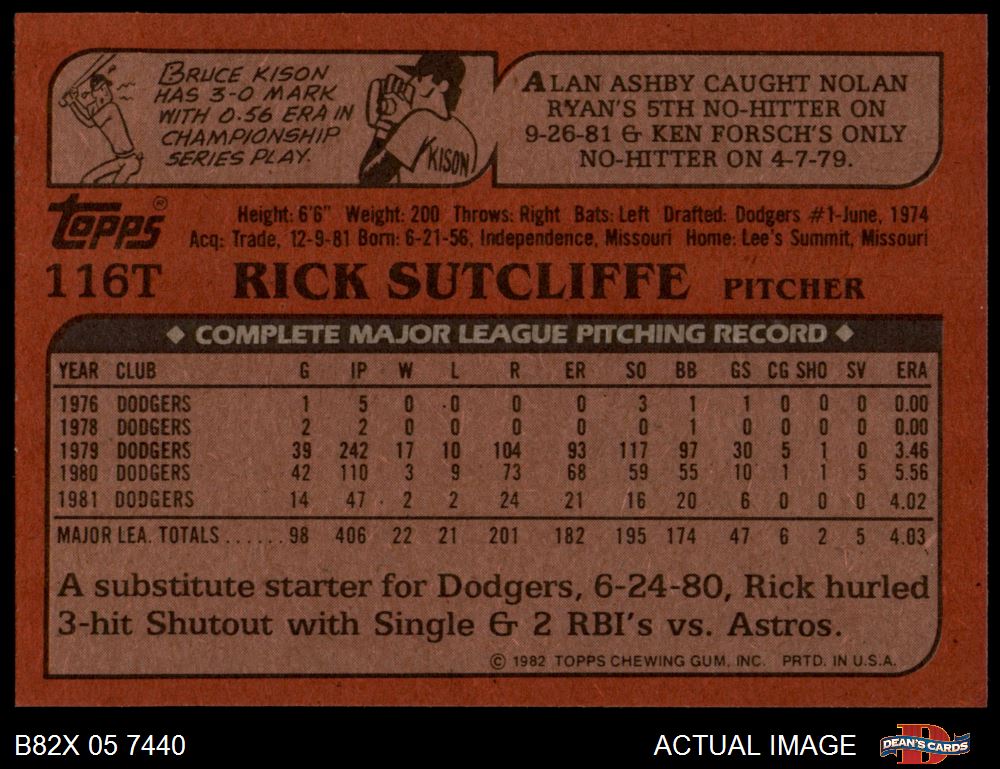 BRUCE KISON
HAS 3-0 MARK
WITH 0.56 ERA IN
CHAMPIONSHIP
SERIES PLAY.
KISON
ALAN ASHBY CAUGHT NOLAN
RYAN'S 5TH NO-HITTER ON
9-26-81 & KEN FORSCH'S ONLY
NO-HITTER ON 4-7-79.
TOPPS®
Height: 6'6" Weight: 200 Throws: Right Bats: Left Drafted: Dodgers #1-June, 1974
Acq: Trade, 12-9-81 Born: 6-21-56, Independence, Missouri Home: Lee's Summit, Missouri
116T RICK SUTCLIFFE PITCHER
◆ COMPLETE MAJOR LEAGUE PITCHING RECORD ◆
YEAR CLUB G IP W L R ER SO BB GS CG SHO SV ERA
1976 DODGERS 1 5 0 0 0 0 3 1 1 0 0 0 0.00
1978 DODGERS 2 2 0 0 0 0 0 1 0 0 0 0 0.00
1979 DODGERS 39 242 17 10 104 93 117 97 30 5 1 0 3.46
1980 DODGERS 42 110 3 9 73 68 59 55 10 1 1 5 5.56
1981 DODGERS 14 47 2 2 24 21 16 20 6 0 0 0 4.02
MAJOR LEA. TOTALS ...... 98 406 22 21 201 182 195 174 47 6 2 5 4.03
A substitute starter for Dodgers, 6-24-80, Rick hurled
3-hit Shutout with Single & 2 RBI's vs. Astros.
© 1982 TOPPS CHEWING GUM, INC. PRTD. IN U.S.A.
B82X 05 7440
ACTUAL IMAGE
DEAN'S CARDS